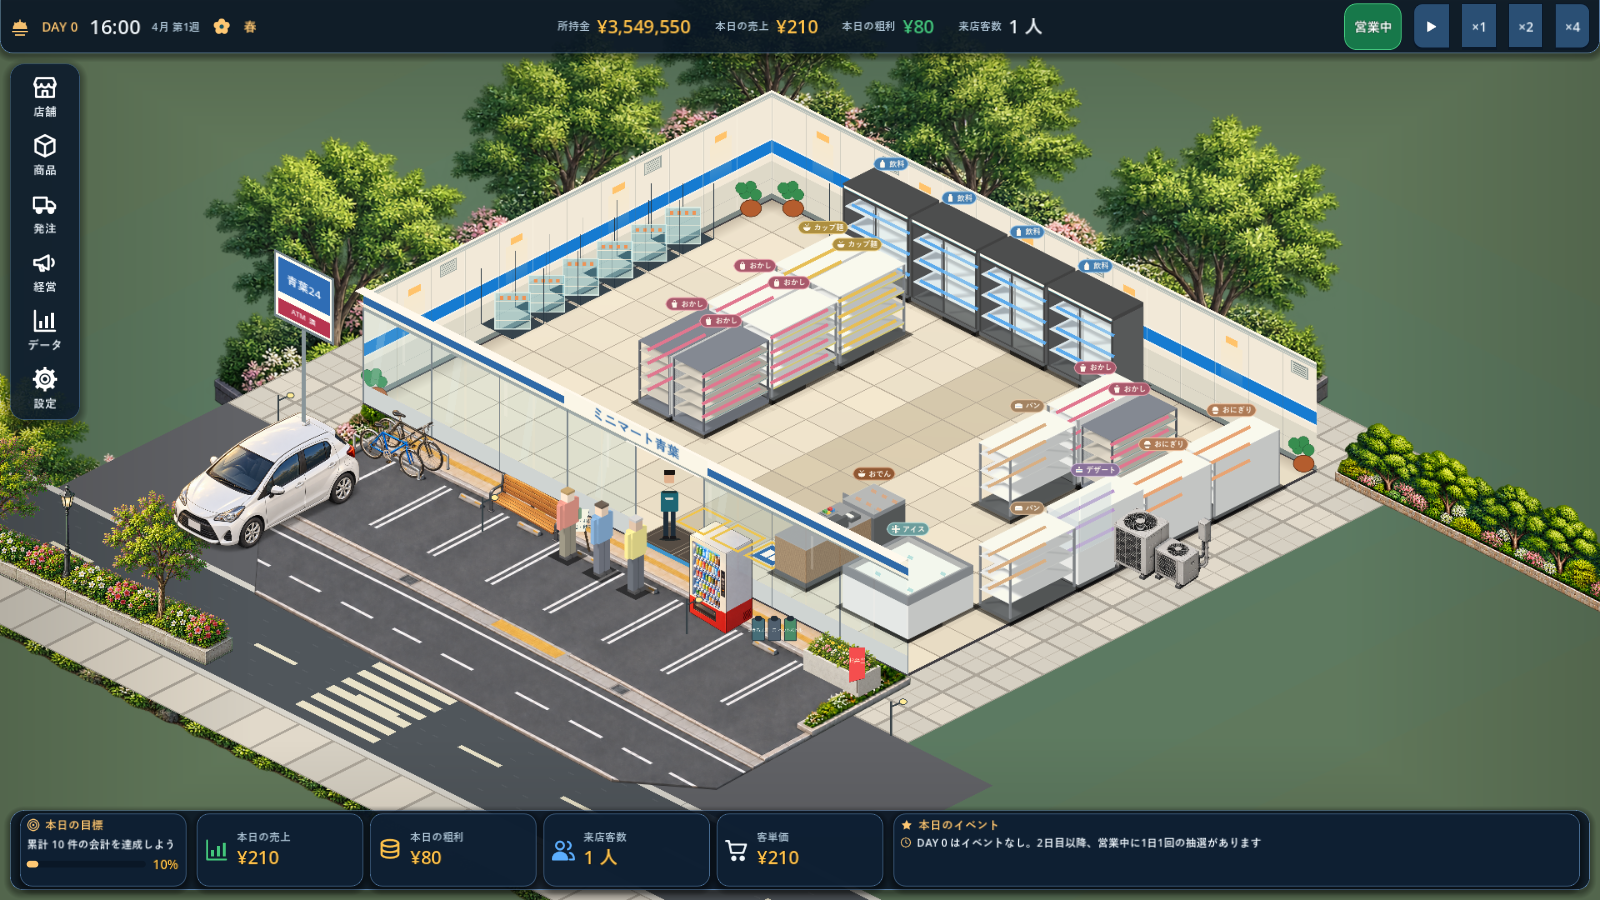 DAY 0 16:00 4月 第1週 春
所持金 ¥3,549,550 本日の売上 ¥210 本日の粗利 ¥80 来店客数 1 人
営業中 ×1 ×2 ×4
店舗
商品
発注
経営
データ
設定
飲料
飲料
飲料
飲料
カップ麺
カップ麺
おかし
おかし
おかし
おかし
青葉24
ATM
ミニマート青葉
おかし
おかし
パン
おにぎり
おにぎり
デザート
おでん
パン
アイス
本日の目標
累計 10 件の会計を達成しよう
10%
本日の売上
¥210
本日の粗利
¥80
来店客数
1 人
客単価
¥210
本日のイベント
DAY 0 はイベントなし。2日目以降、営業中に1日1回の抽選があります